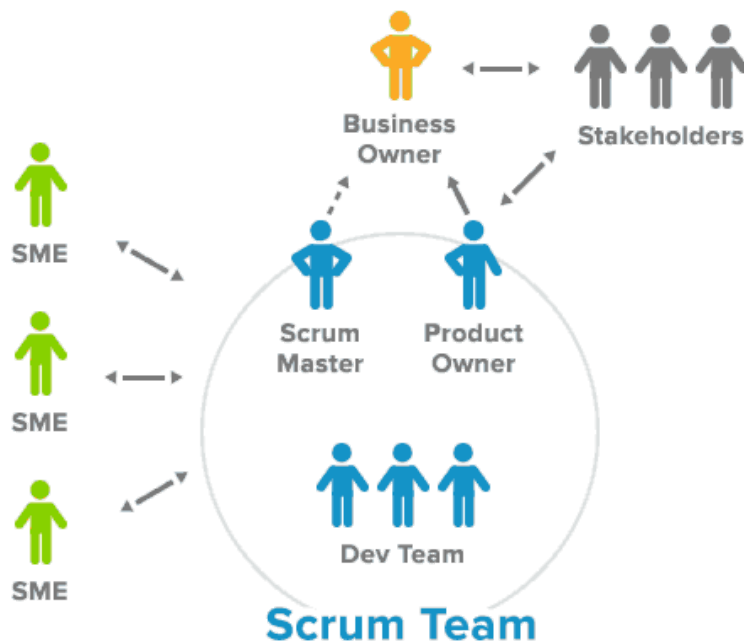 Business
Owner
Stakeholders
SME
Scrum
Master
Product
Owner
SME
Dev Team
SME
Scrum Team